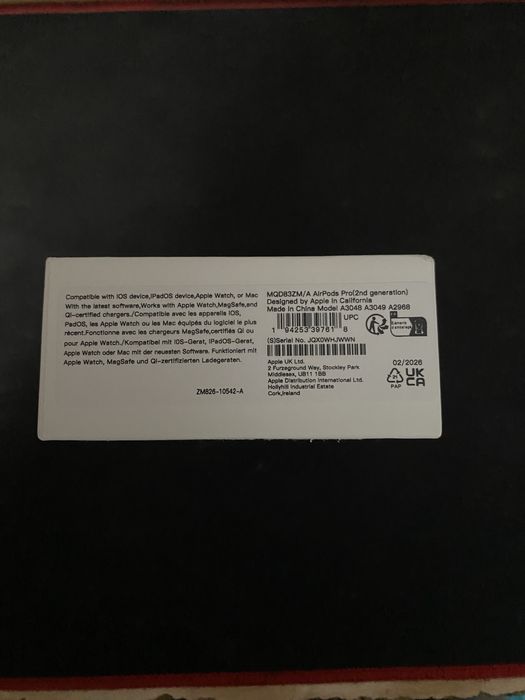 Compatible with IOS device,IPadOS device,Apple Watch, or Mac
With the latest software,Works with Apple Watch,MagSafe,and
QI-certified chargers./Compatible avec les appareils IOS,
PadOS, les Apple Watch ou les Mac équipés du logiciel le plus
récent.Fonctionne avec les chargeurs MagSafe,certifiés Qi ou
pour Apple Watch./Kompatibel mit IOS-Gerät, IPadOS-Gerät,
Apple Watch oder Mac mit der neuesten Software. Funktioniert mit
Apple Watch, MagSafe und QI-zertifizierten Ladegeraten.
ZM826-10542-A
MQD83ZM/A AirPods Pro(2nd generation)
Designed by Apple In California
Made In China Model A3048 A3049 A2968
UPC
1 94253 39761 8
(S)Serial No. JQX0WHJWWN
Apple UK Ltd.
2 Furzeground Way, Stockley Park
Middlesex, UB11 1BB
Apple Distribution International Ltd.
Hollyhill Industrial Estate
Cork,Ireland
02/2026
21
PAP
UK
CA